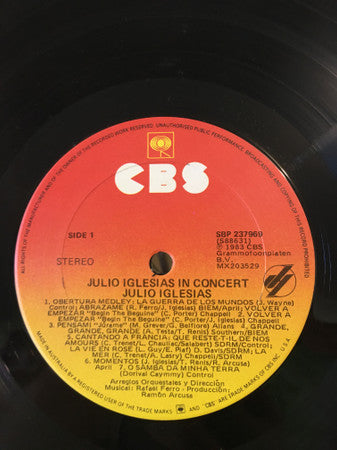 ALL RIGHTS OF THE MANUFACTURER AND OF THE OWNER OF THE RECORDED WORK RESERVED. UNAUTHORISED PUBLIC PERFORMANCE, BROADCASTING AND COPYING OF THIS RECORD PROHIBITED
CBS
SIDE 1
SBP 237969
(S88631)
℗ 1983 CBS
Grammofoonplaten
B.V.
MX203529
STEREO
JULIO IGLESIAS IN CONCERT
JULIO IGLESIAS
1. OBERTURA MEDLEY: LA GUERRA DE LOS MUNDOS (J. Wayne)
Control: ABRAZAME (R. Ferro/J. Iglesias) BIEM/April) VOLVER A
EMPEZAR "Begin The Beguine" (C. Porter) Chappell 2. VOLVER A
EMPEZAR "Begin The Beguine" (C. Porter/J. Iglesias) Chappell
3. PENSAMI "Júrame" (M. Grever/G. Belfiore) Allans 4. GRANDE,
GRANDE, GRANDE (A. Testa/T. Renis) Southern/BIEM
5. CANTANDO A FRANCIA: QUE RESTE-T-IL DE NOS
AMOURS (C. Trenet/L. Chauliac/Salabert) SDRM/Control;
LA VIE EN ROSE (L. Guy/E. Piaf) D. Davis/SDRM; LA
MER (C. Trenet/A. Lasry) Chappell/SDRM
6. MOMENTOS (J. Iglesias/T. Renis/R. Arcusa)
April 7. O SAMBA DA MINHA TERRA
(Dorival Caymmy) Control
Arreglos Orquestales y Dirección
Musical: Rafael Ferro / Producción:
Ramón Arcusa
MADE IN AUSTRALIA BY
REGISTERED USER OF THE TRADE MARKS
AND 'CBS' ARE TRADE MARKS OF CBS INC. U.S.A.